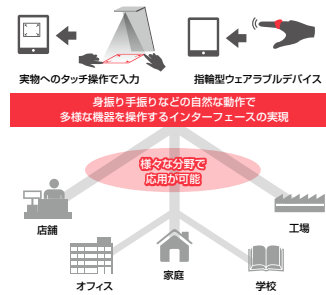 実物へのタッチ操作で入力
指輪型ウェアラブルデバイス
身振り手振りなどの自然な動作で
多様な機器を操作するインターフェースの実現
様々な分野で
応用が可能
店舗
工場
オフィス
家庭
学校